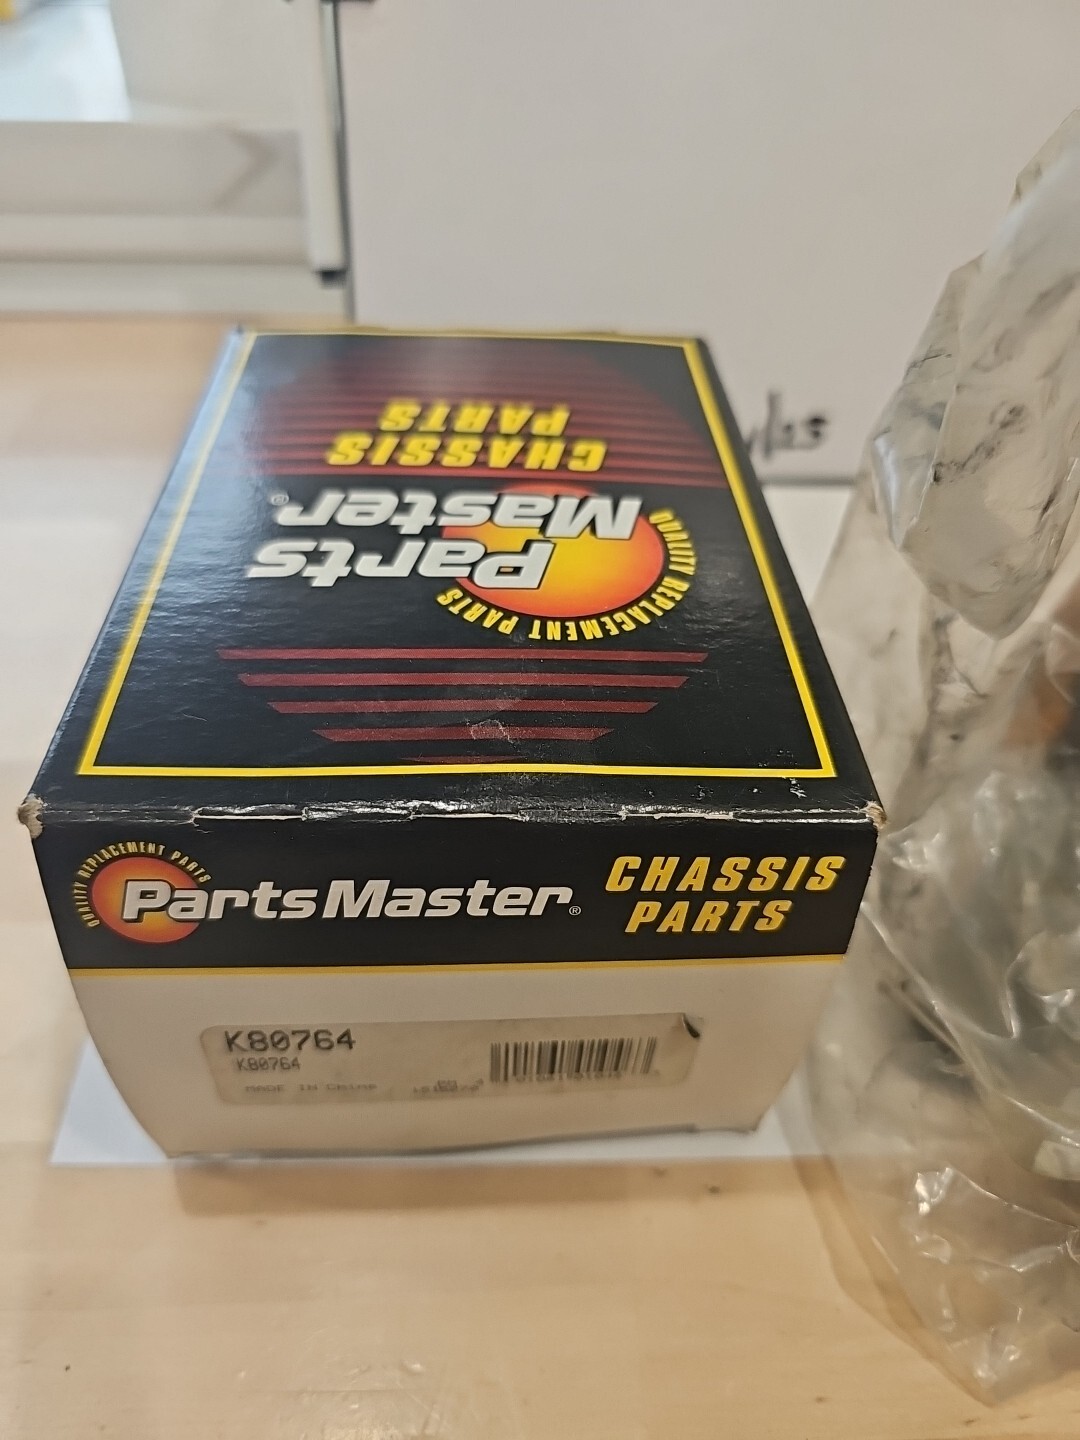 CHASSIS
PARTS
Parts
Master®
QUALITY REPLACEMENT PARTS
QUALITY REPLACEMENT PARTS
PartsMaster®
CHASSIS
PARTS
K80764
K80764
MADE IN China